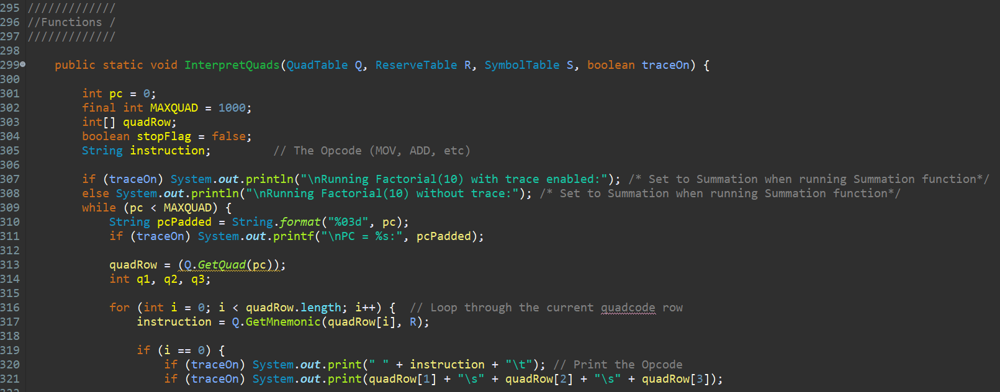 295 /////////////
296 //Functions /
297 /////////////
298
299 public static void InterpretQuads(QuadTable Q, ReserveTable R, SymbolTable S, boolean traceOn) {
300
301 int pc = 0;
302 final int MAXQUAD = 1000;
303 int[] quadRow;
304 boolean stopFlag = false;
305 String instruction; // The Opcode (MOV, ADD, etc)
306
307 if (traceOn) System.out.println("\nRunning Factorial(10) with trace enabled:"); /* Set to Summation when running Summation function*/
308 else System.out.println("\nRunning Factorial(10) without trace:"); /* Set to Summation when running Summation function*/
309 while (pc < MAXQUAD) {
310 String pcPadded = String.format("%03d", pc);
311 if (traceOn) System.out.printf("\nPC = %s:", pcPadded);
312
313 quadRow = (Q.GetQuad(pc));
314 int q1, q2, q3;
315
316 for (int i = 0; i < quadRow.length; i++) { // Loop through the current quadcode row
317 instruction = Q.GetMnemonic(quadRow[i], R);
318
319 if (i == 0) {
320 if (traceOn) System.out.print(" " + instruction + "\t"); // Print the Opcode
321 if (traceOn) System.out.print(quadRow[1] + "\s" + quadRow[2] + "\s" + quadRow[3]);